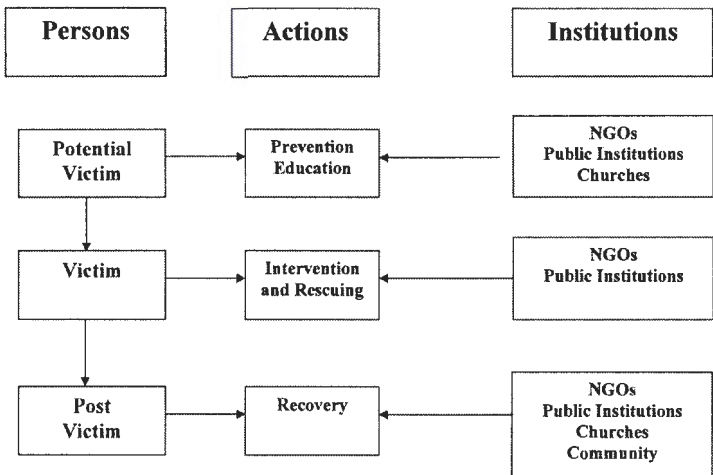 Persons
Actions
Institutions
Potential
Victim
Prevention
Education
NGOs
Public Institutions
Churches
Victim
Intervention
and Rescuing
NGOs
Public Institutions
Post
Victim
Recovery
NGOs
Public Institutions
Churches
Community